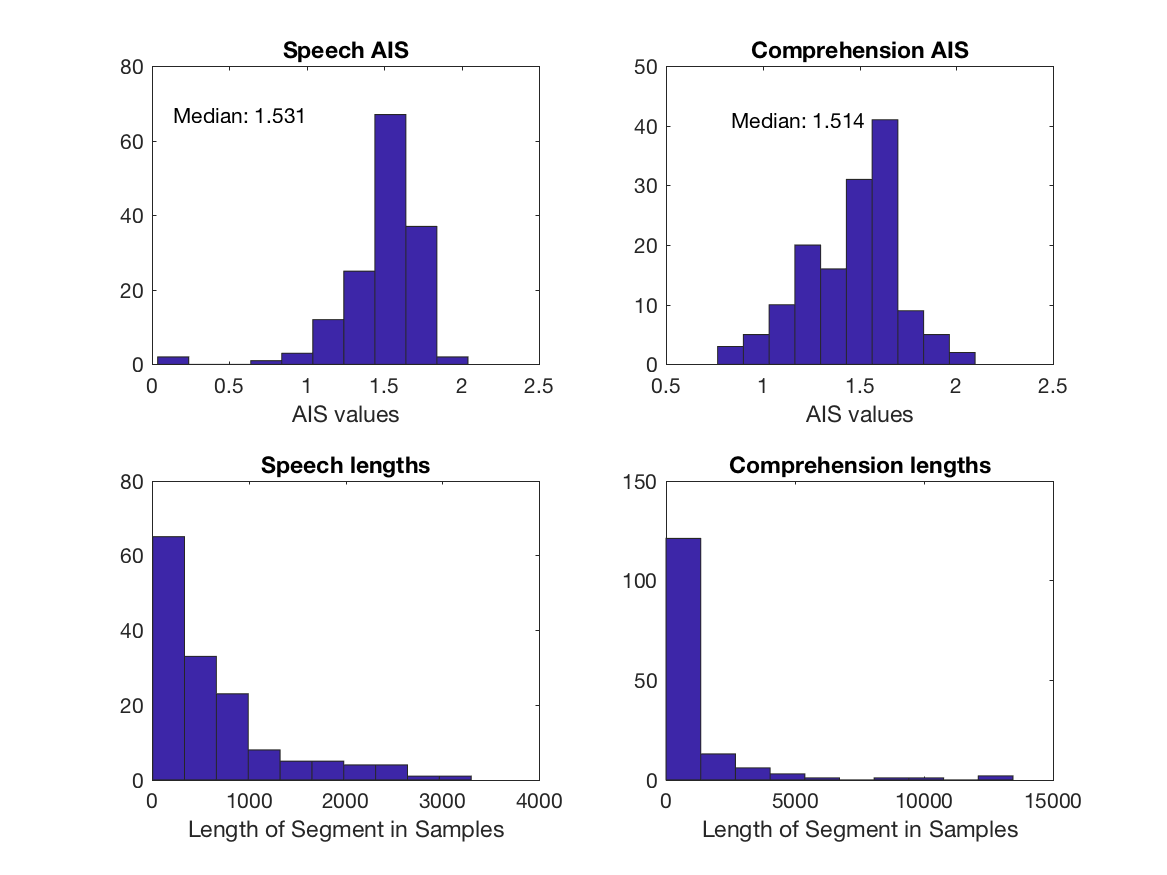 Speech AIS
80
60
40
20
0
Median: 1.531
0 0.5 1 1.5 2 2.5
AIS values
Comprehension AIS
50
40
30
20
10
0
Median: 1.514
0.5 1 1.5 2 2.5
AIS values
Speech lengths
80
60
40
20
0
0 1000 2000 3000 4000
Length of Segment in Samples
Comprehension lengths
150
100
50
0
0 5000 10000 15000
Length of Segment in Samples